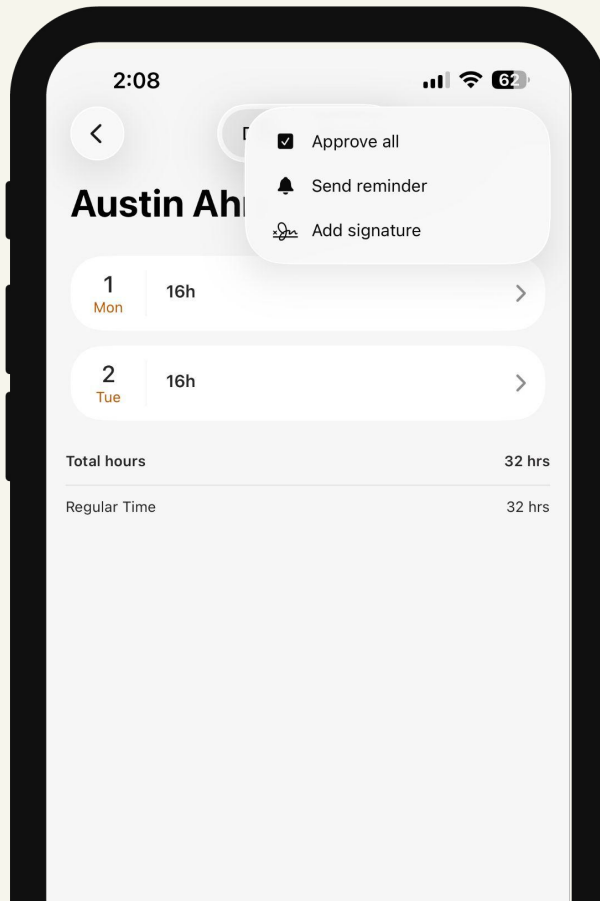 2:08
62
Approve all
Send reminder
Add signature
Austin
1
Mon
16h
2
Tue
16h
Total hours 32 hrs
Regular Time 32 hrs